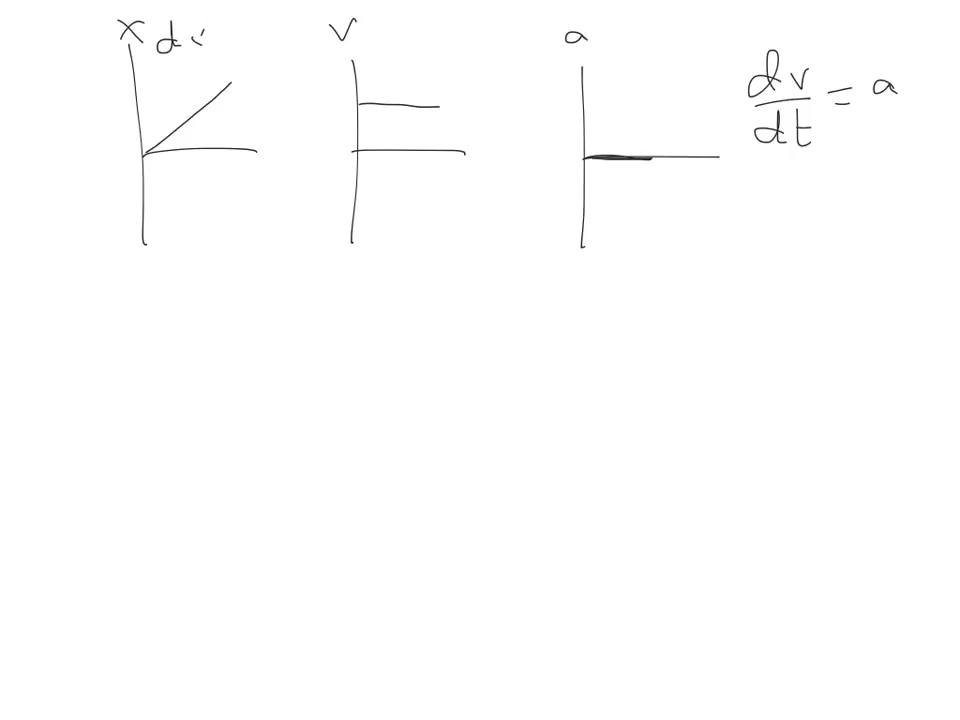 x d
v
a
dv/dt = a